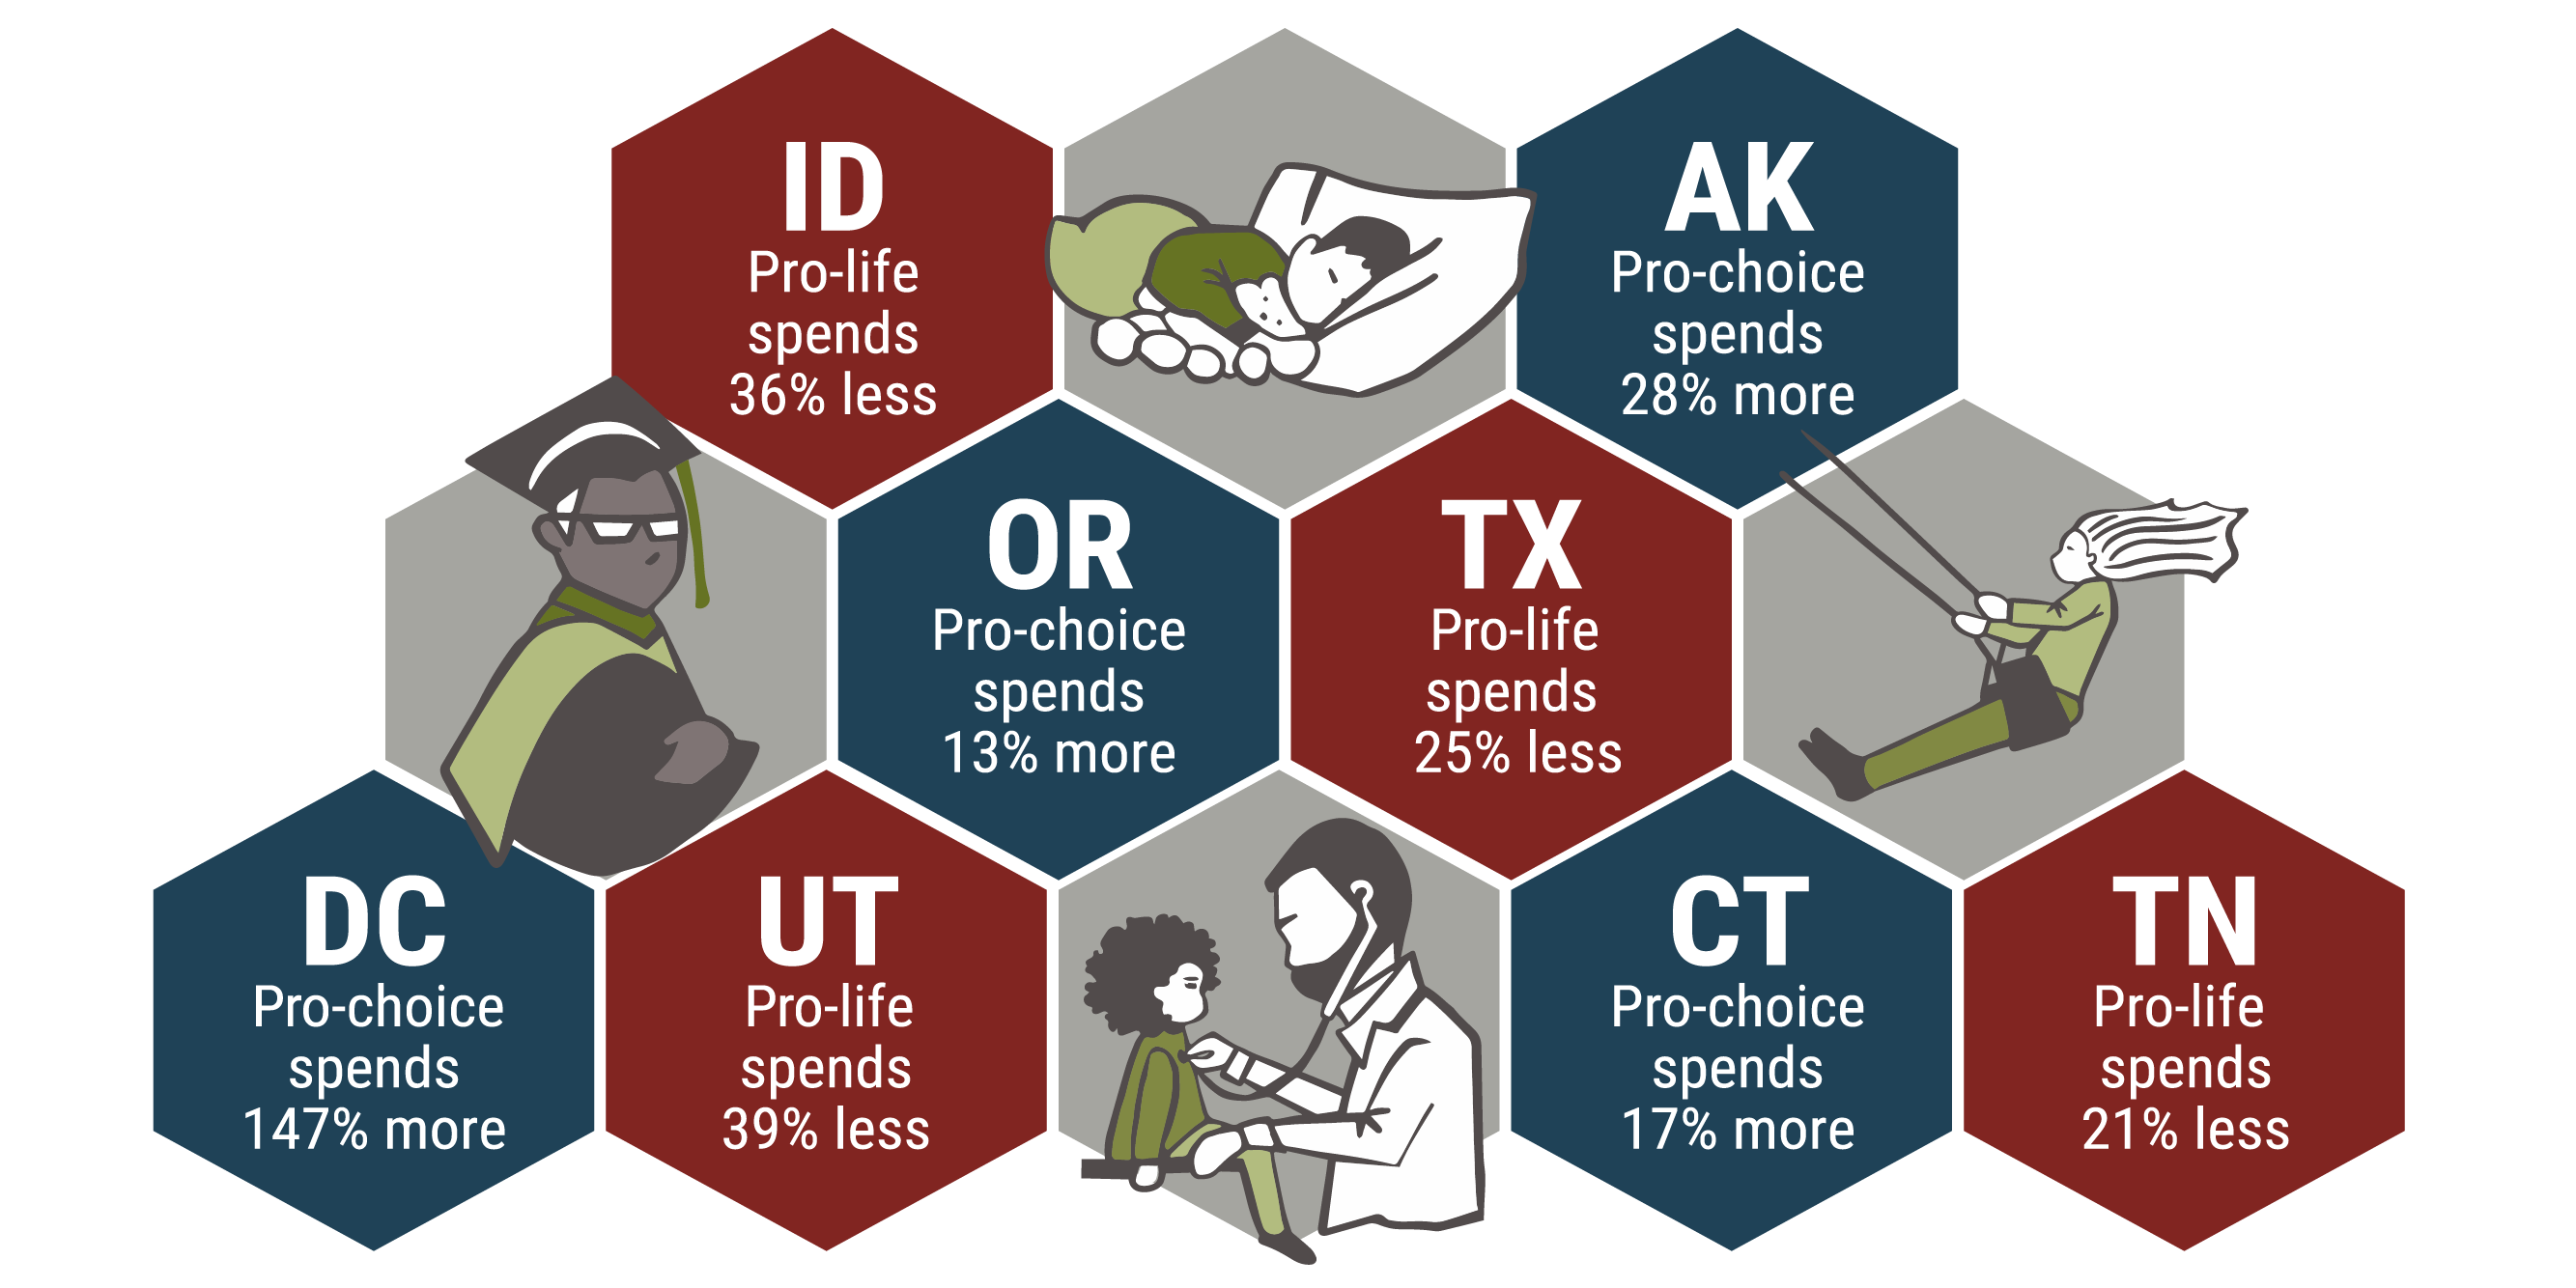 ID
Pro-life
spends
36% less
AK
Pro-choice
spends
28% more
OR
Pro-choice
spends
13% more
TX
Pro-life
spends
25% less
DC
Pro-choice
spends
147% more
UT
Pro-life
spends
39% less
CT
Pro-choice
spends
17% more
TN
Pro-life
spends
21% less